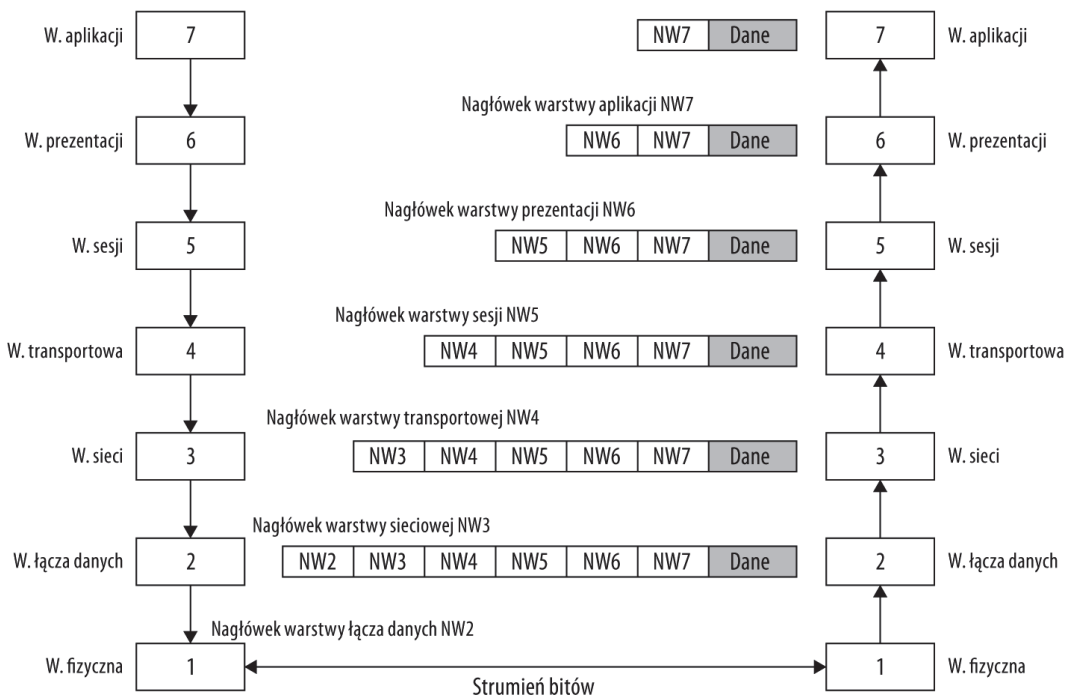 W. aplikacji 7 NW7 Dane 7 W. aplikacji
Nagłówek warstwy aplikacji NW7
W. prezentacji 6 NW6 NW7 Dane 6 W. prezentacji
Nagłówek warstwy prezentacji NW6
W. sesji 5 NW5 NW6 NW7 Dane 5 W. sesji
Nagłówek warstwy sesji NW5
W. transportowa 4 NW4 NW5 NW6 NW7 Dane 4 W. transportowa
Nagłówek warstwy transportowej NW4
W. sieci 3 NW3 NW4 NW5 NW6 NW7 Dane 3 W. sieci
Nagłówek warstwy sieciowej NW3
W. łącza danych 2 NW2 NW3 NW4 NW5 NW6 NW7 Dane 2 W. łącza danych
Nagłówek warstwy łącza danych NW2
W. fizyczna 1 1 W. fizyczna
Strumień bitów